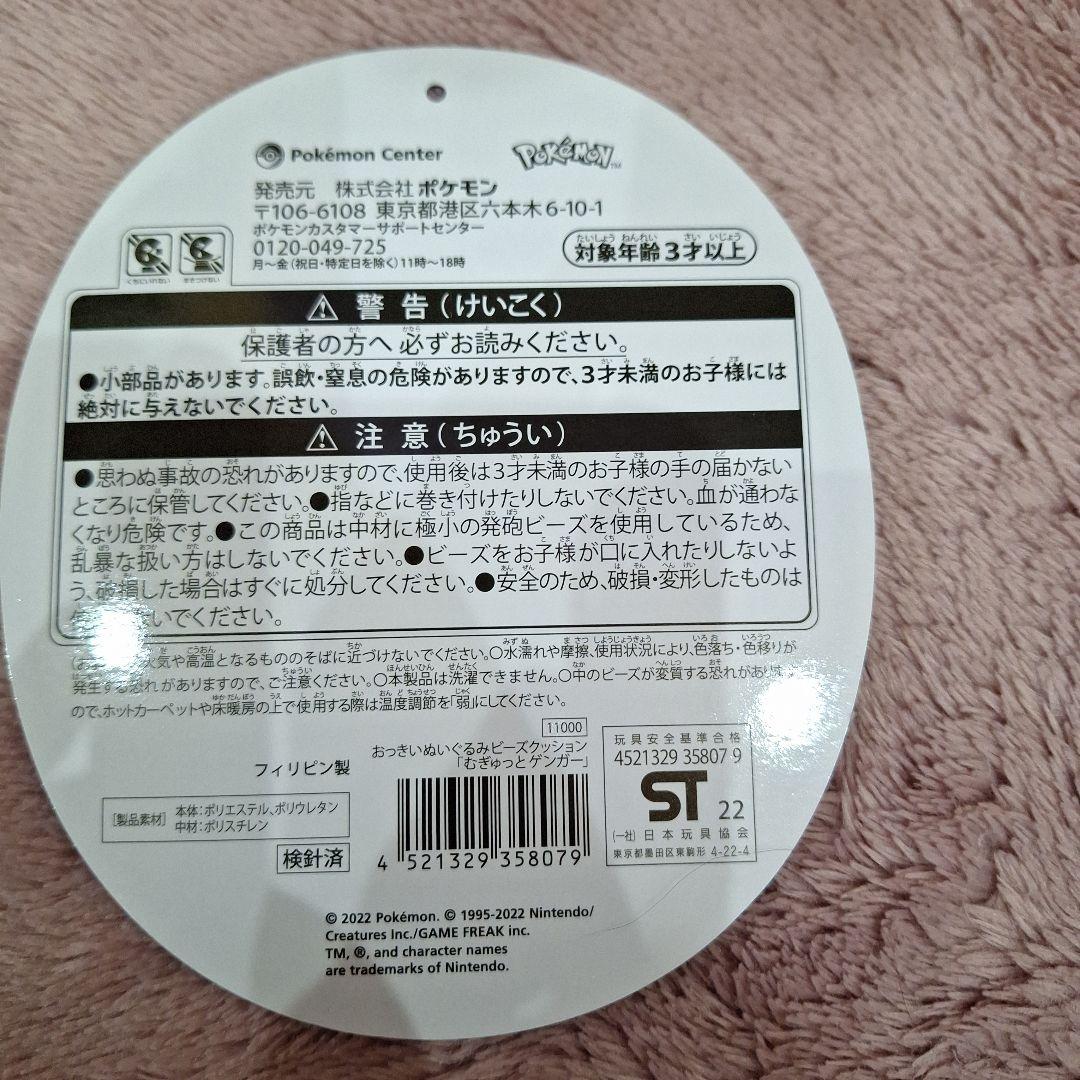 Pokémon Center
POKéMON™
発売元 株式会社 ポケモン
〒106-6108 東京都港区六本木6-10-1
ポケモンカスタマーサポートセンター
0120-049-725
月〜金(祝日・特定日を除く)11時〜18時
くちにいれない
対象年齢3才以上
警告(けいこく)
保護者の方へ必ずお読みください。
●小部品があります。誤飲・窒息の危険がありますので、3才未満のお子様には
絶対に与えないでください。
注意(ちゅうい)
●思わぬ事故の恐れがありますので、使用後は3才未満のお子様の手の届かない
ところに保管してください。●指などに巻き付けたりしないでください。血が通わな
くなり危険です。●この商品は中材に極小の発砲ビーズを使用しているため、
乱暴な扱い方はしないでください。●ビーズをお子様が口に入れたりしないよ
う、破損した場合はすぐに処分してください。●安全のため、破損・変形したものは
いでください。
火気や高温となるもののそばに近づけないでください。○水濡れや摩擦、使用状況により、色落ち・色移りが
発生する恐れがありますので、ご注意ください。○本製品は洗濯できません。○中のビーズが変質する恐れがあります
ので、ホットカーペットや床暖房の上で使用する際は温度調節を「弱」にしてください。
11000
おっきいぬいぐるみビーズクッション
「むぎゅっとゲンガー」
フィリピン製
[製品素材] 本体:ポリエステル、ポリウレタン
中材:ポリスチレン
検針済
4 521329 358079
玩具安全基準合格
4521329 35807 9
ST 22
(一社)日本玩具協会
東京都墨田区東駒形 4-22-4
© 2022 Pokémon. © 1995-2022 Nintendo/
Creatures Inc./GAME FREAK inc.
TM, ®, and character names
are trademarks of Nintendo.